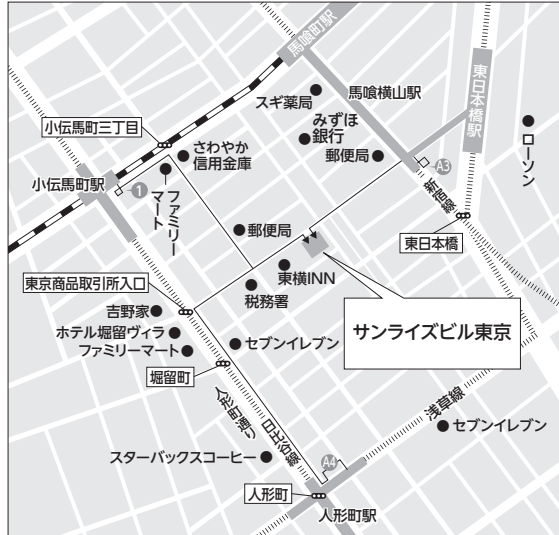 馬喰町駅
馬喰横山駅
東日本橋駅
スギ薬局
みずほ
銀行
郵便局
小伝馬町三丁目
さわやか
信用金庫
ローソン
A3
小伝馬町駅
1
ファミリー
マート
新宿線
東日本橋
郵便局
東横INN
税務署
東京商品取引所入口
吉野家
ホテル堀留ヴィラ
ファミリーマート
セブンイレブン
サンライズビル東京
堀留町
人形町通り
日比谷線
浅草線
セブンイレブン
スターバックスコーヒー
A4
人形町
人形町駅